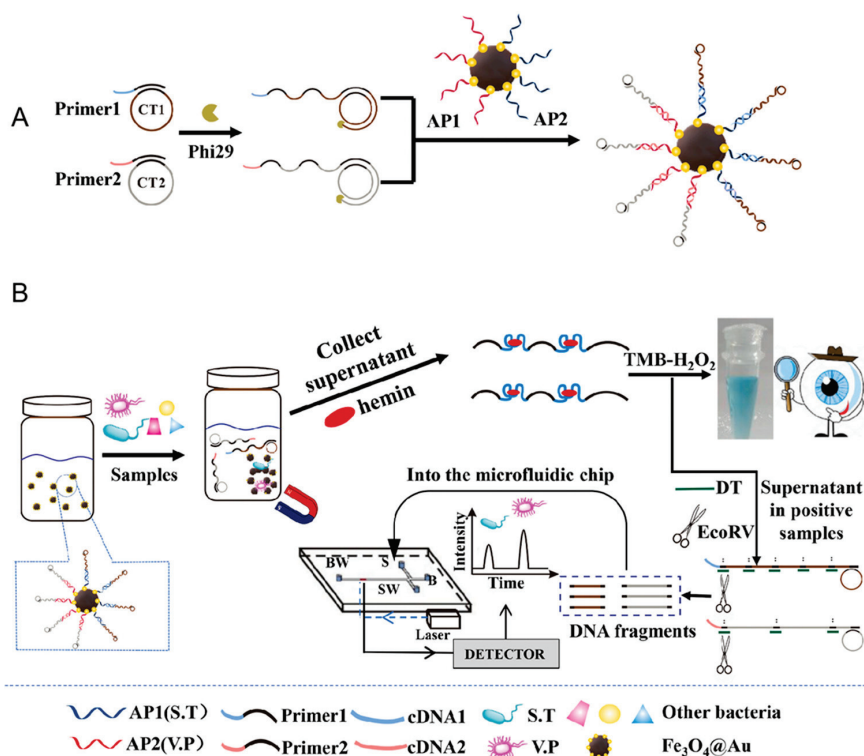 A
Primer1
CT1
Primer2
CT2
Phi29
AP1
AP2
B
Samples
Collect
supernatant
hemin
TMB-H₂O₂
Into the microfluidic chip
DT
EcoRV
Supernatant
in positive
samples
BW
S
B
SW
Laser
Intensity
Time
DETECTOR
DNA fragments
AP1(S.T)
Primer1
cDNA1
S.T
Other bacteria
AP2(V.P)
Primer2
cDNA2
V.P
Fe₃O₄@Au